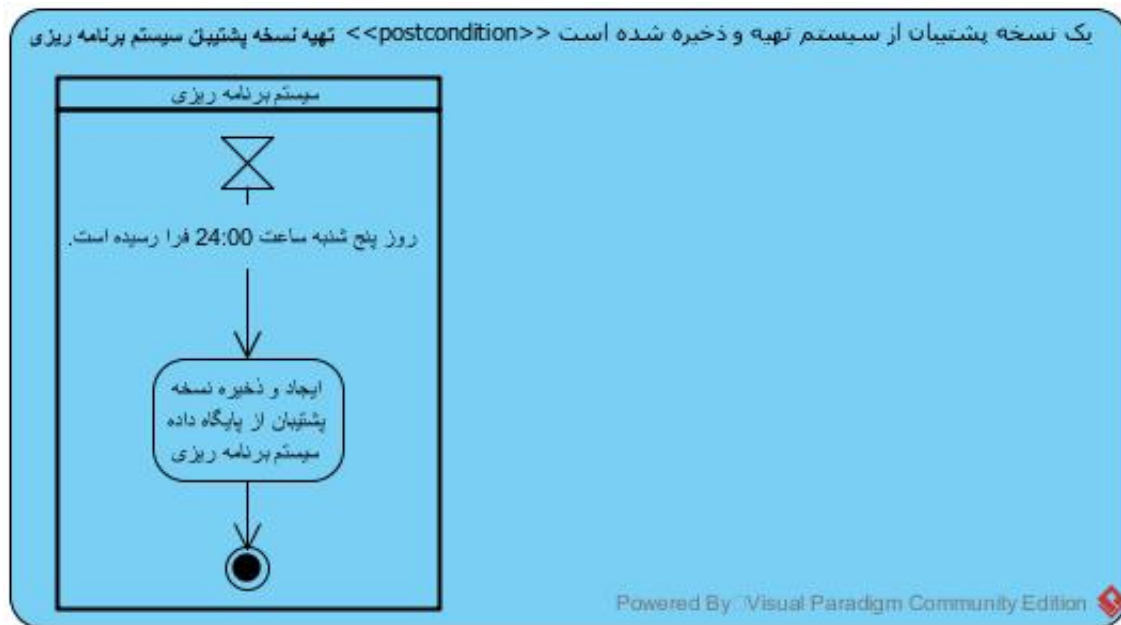 تهیه نسخه پشتیبان سیستم برنامه ریزی <<postcondition>> یک نسخه پشتیبان از سیستم تهیه و ذخیره شده است
سیستم برنامه ریزی
روز پنج شنبه ساعت 24:00 فرا رسیده است.
ایجاد و ذخیره نسخه
پشتیبان از پایگاه داده
سیستم برنامه ریزی
Powered By Visual Paradigm Community Edition